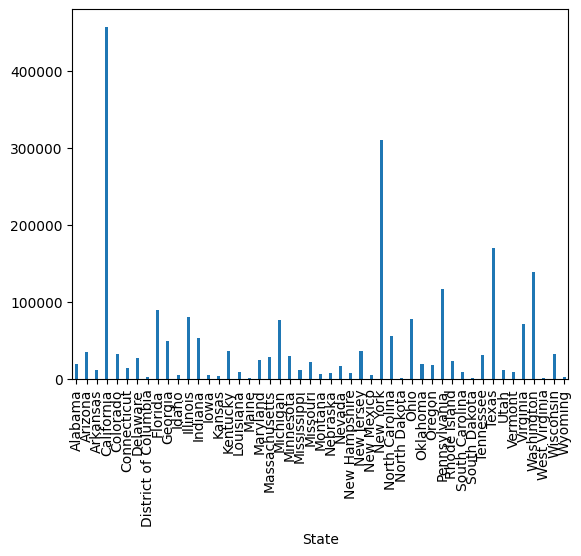 400000
300000
200000
100000
0
Alabama
Arizona
Arkansas
California
Colorado
Connecticut
Delaware
District of Columbia
Florida
Georgia
Idaho
Illinois
Indiana
Iowa
Kansas
Kentucky
Louisiana
Maine
Maryland
Massachusetts
Michigan
Minnesota
Mississippi
Missouri
Montana
Nebraska
Nevada
New Hampshire
New Jersey
New Mexico
New York
North Carolina
North Dakota
Ohio
Oklahoma
Oregon
Pennsylvania
Rhode Island
South Carolina
South Dakota
Tennessee
Texas
Utah
Vermont
Virginia
Washington
West Virginia
Wisconsin
Wyoming
State